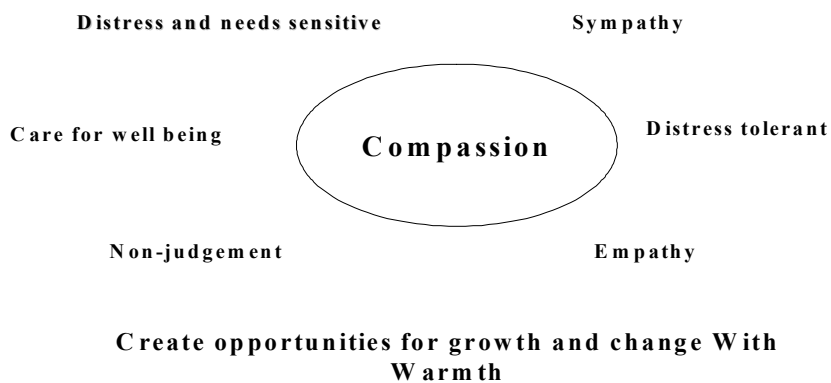 Distress and needs sensitive
Sympathy
Care for well being
Compassion
Distress tolerant
Non-judgement
Empathy
Create opportunities for growth and change With
Warmth